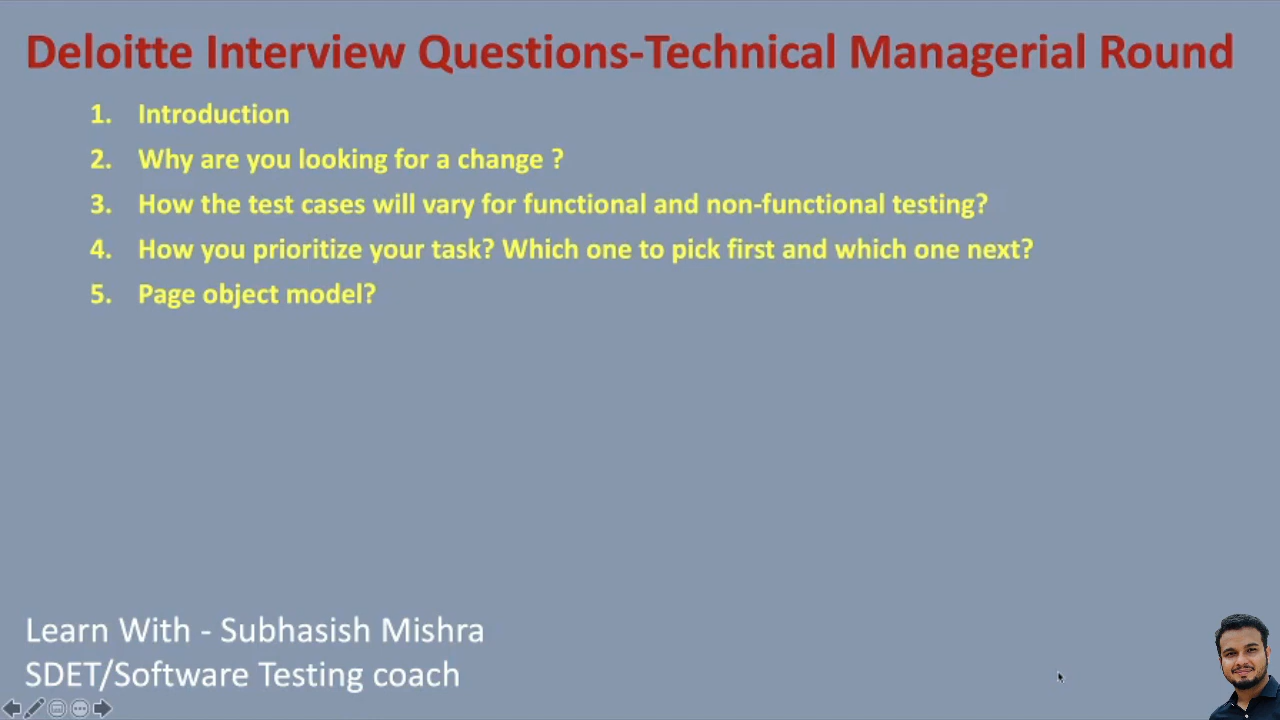 Deloitte Interview Questions-Technical Managerial Round
1. Introduction
2. Why are you looking for a change ?
3. How the test cases will vary for functional and non-functional testing?
4. How you prioritize your task? Which one to pick first and which one next?
5. Page object model?
Learn With - Subhasish Mishra
SDET/Software Testing coach